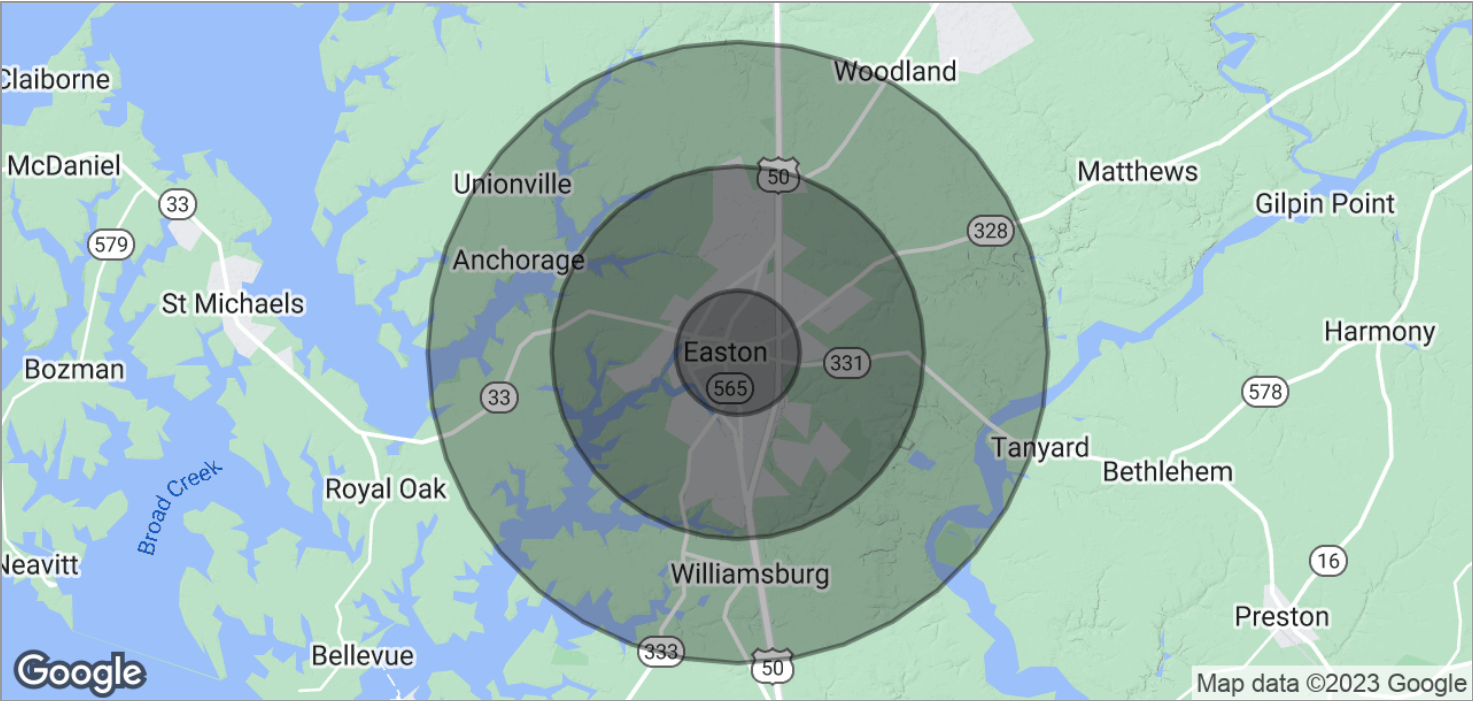 Woodland
Claiborne
McDaniel
50
Matthews
Unionville
33
Gilpin Point
328
579
Anchorage
St Michaels
Harmony
Easton
331
Bozman
565
578
33
Tanyard
Bethlehem
Royal Oak
Broad Creek
Neavitt
16
Williamsburg
Preston
333
Bellevue
50
Google
Map data ©2023 Google